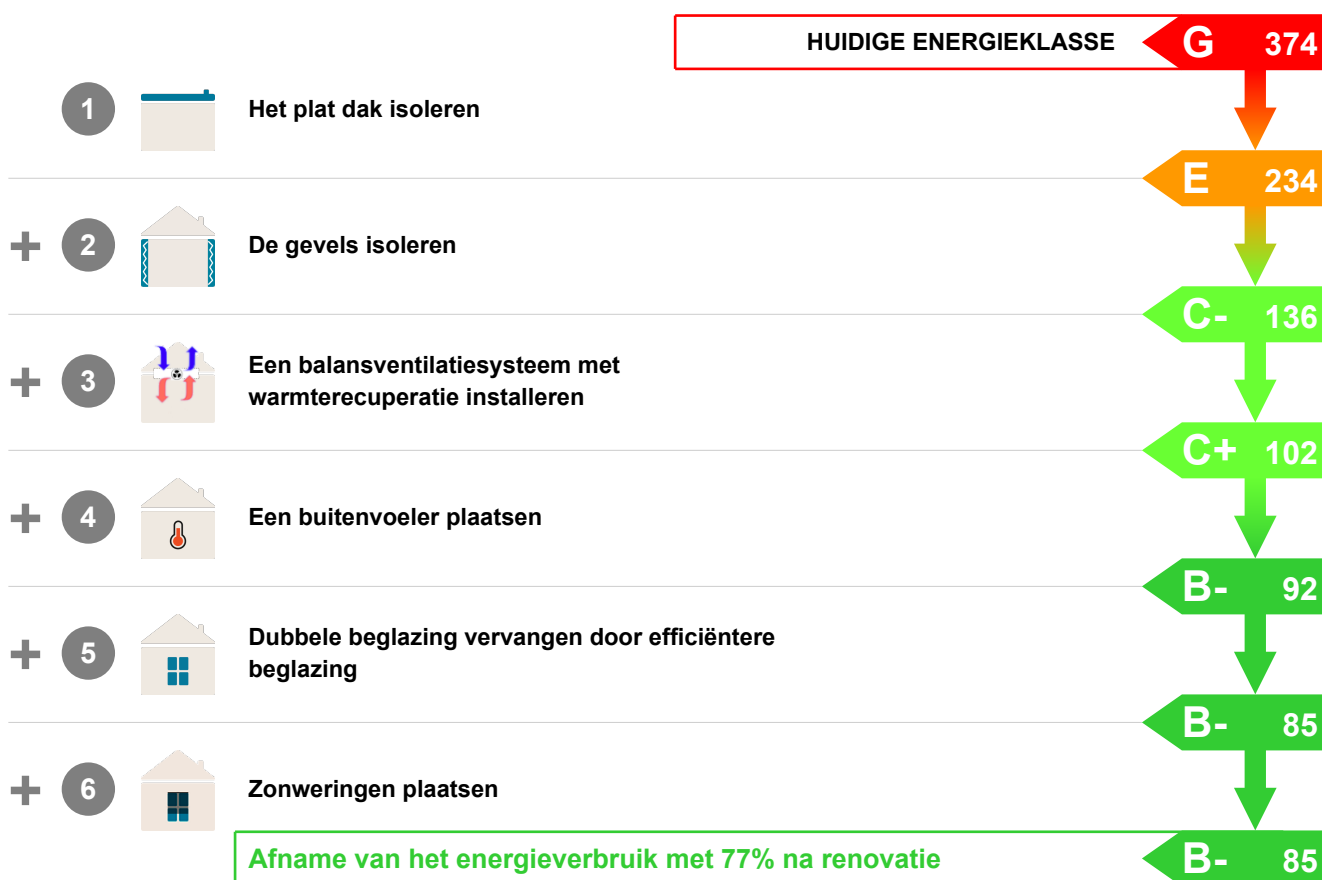 HUIDIGE ENERGIEKLASSE G 374
1 Het plat dak isoleren
E 234
+ 2 De gevels isoleren
C- 136
+ 3 Een balansventilatiesysteem met
warmterecuperatie installeren
C+ 102
+ 4 Een buitenvoeler plaatsen
B- 92
+ 5 Dubbele beglazing vervangen door efficiëntere
beglazing
B- 85
+ 6 Zonweringen plaatsen
Afname van het energieverbruik met 77% na renovatie B- 85